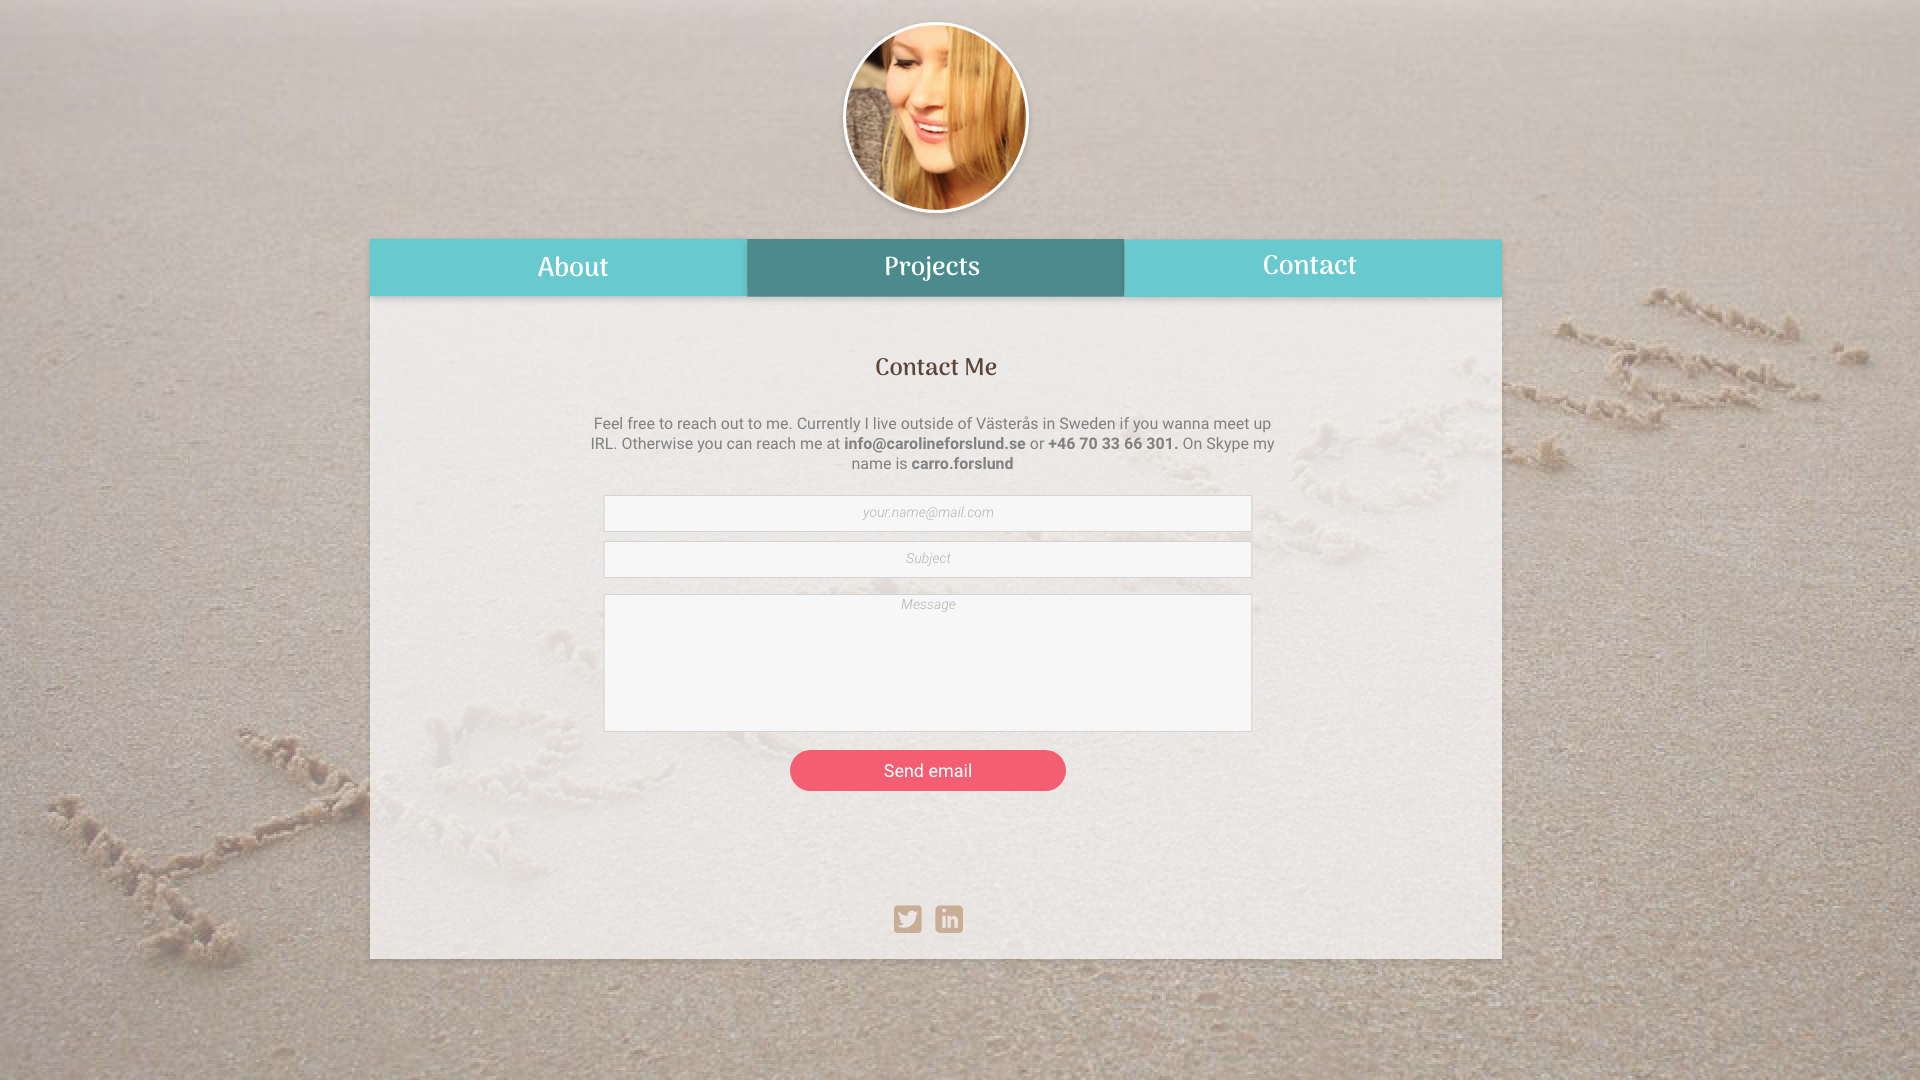 About
Projects
Contact
Contact Me
Feel free to reach out to me. Currently I live outside of Västerås in Sweden if you wanna meet up
IRL. Otherwise you can reach me at info@carolineforslund.se or +46 70 33 66 301. On Skype my
name is carro.forslund
your.name@mail.com
Subject
Message
Send email
in